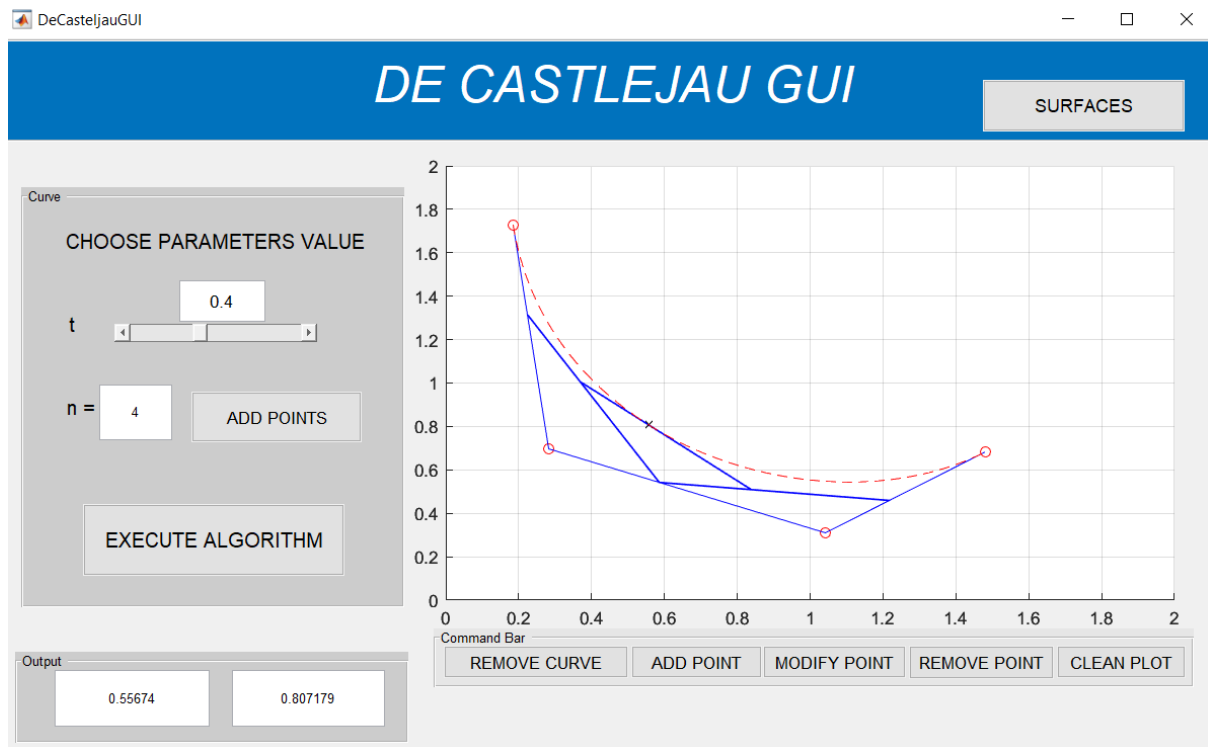 DeCasteljauGUI
DE CASTLEJAU GUI
SURFACES
Curve
CHOOSE PARAMETERS VALUE
0.4
t
n =
4
ADD POINTS
EXECUTE ALGORITHM
2
1.8
1.6
1.4
1.2
1
0.8
0.6
0.4
0.2
0
0 0.2 0.4 0.6 0.8 1 1.2 1.4 1.6 1.8 2
Command Bar
REMOVE CURVE ADD POINT MODIFY POINT REMOVE POINT CLEAN PLOT
Output
0.55674 0.807179